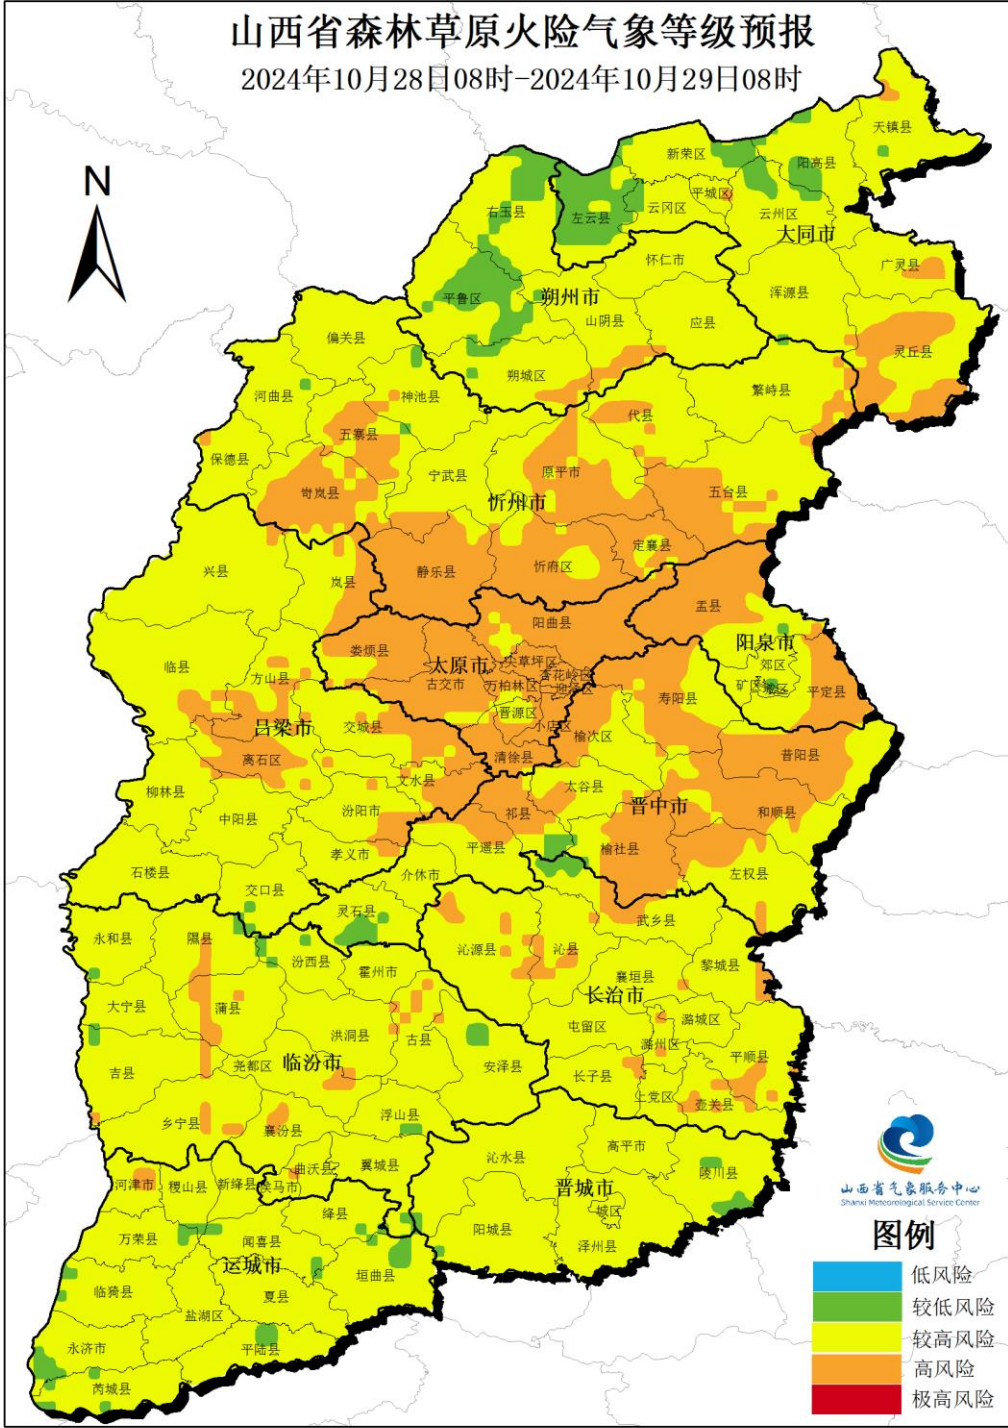 山西省森林草原火险气象等级预报
2024年10月28日08时-2024年10月29日08时
N
天镇县
新荣区
阳高县
平城区
右玉县
左云县
云冈区
云州区
大同市
怀仁市
广灵县
平鲁区
朔州市
浑源县
山阴县
应县
偏关县
灵丘县
朔城区
河曲县
神池县
繁峙县
代县
五寨县
保德县
宁武县
原平市
岢岚县
五台县
忻州市
定襄县
兴县
岚县
静乐县
忻府区
盂县
阳曲县
阳泉市
娄烦县
太原市
尖草坪区
郊区
临县
方山县
古交市
万柏林区
杏花岭区
迎泽区
矿区
城区
平定县
寿阳县
晋源区
吕梁市
交城县
小店区
榆次区
离石区
清徐县
昔阳县
柳林县
文水县
太谷县
中阳县
汾阳市
祁县
晋中市
和顺县
孝义市
平遥县
榆社县
石楼县
介休市
左权县
交口县
灵石县
武乡县
永和县
隰县
汾西县
沁源县
沁县
霍州市
襄垣县
黎城县
长治市
大宁县
蒲县
洪洞县
古县
屯留区
潞城区
潞州区
吉县
尧都区
临汾市
安泽县
长子县
平顺县
上党区
壶关县
乡宁县
襄汾县
浮山县
高平市
沁水县
曲沃县
翼城县
陵川县
河津市
稷山县
新绛县
侯马市
晋城市
城区
绛县
阳城县
泽州县
万荣县
闻喜县
运城市
垣曲县
临猗县
夏县
盐湖区
永济市
平陆县
芮城县
山西省气象服务中心
Shanxi Meteorological Service Center
图例
低风险
较低风险
较高风险
高风险
极高风险